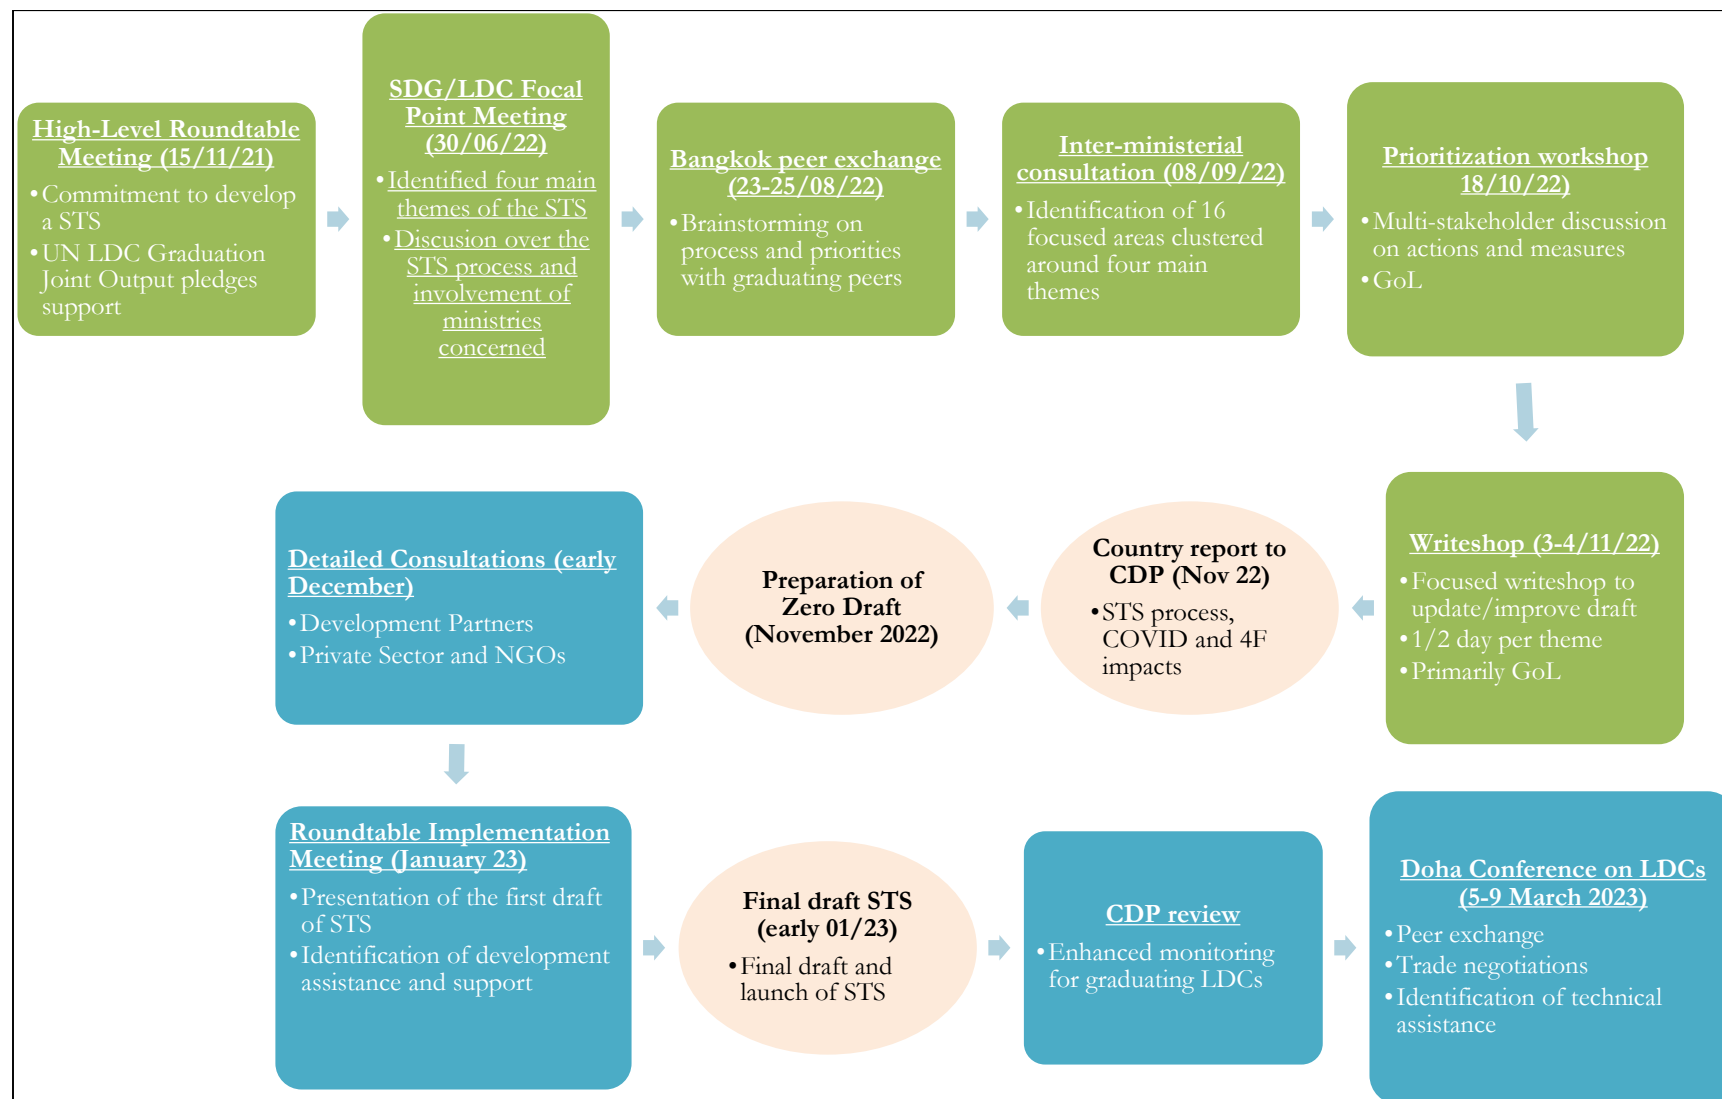 High-Level Roundtable
Meeting (15/11/21)
•Commitment to develop
a STS
•UN LDC Graduation
Joint Output pledges
support
SDG/LDC Focal
Point Meeting
(30/06/22)
•Identified four main
themes of the STS
•Discusion over the
STS process and
involvement of
ministries
concerned
Bangkok peer exchange
(23-25/08/22)
•Brainstorming on
process and priorities
with graduating peers
Inter-ministerial
consultation (08/09/22)
•Identification of 16
focused areas clustered
around four main
themes
Prioritization workshop
18/10/22)
•Multi-stakeholder discussion
on actions and measures
•GoL
Writeshop (3-4/11/22)
•Focused writeshop to
update/improve draft
•1/2 day per theme
•Primarily GoL
Country report to
CDP (Nov 22)
•STS process,
COVID and 4F
impacts
Preparation of
Zero Draft
(November 2022)
Detailed Consultations (early
December)
•Development Partners
•Private Sector and NGOs
Roundtable Implementation
Meeting (January 23)
•Presentation of the first draft
of STS
•Identification of development
assistance and support
Final draft STS
(early 01/23)
•Final draft and
launch of STS
CDP review
•Enhanced monitoring
for graduating LDCs
Doha Conference on LDCs
(5-9 March 2023)
•Peer exchange
•Trade negotiations
•Identification of technical
assistance